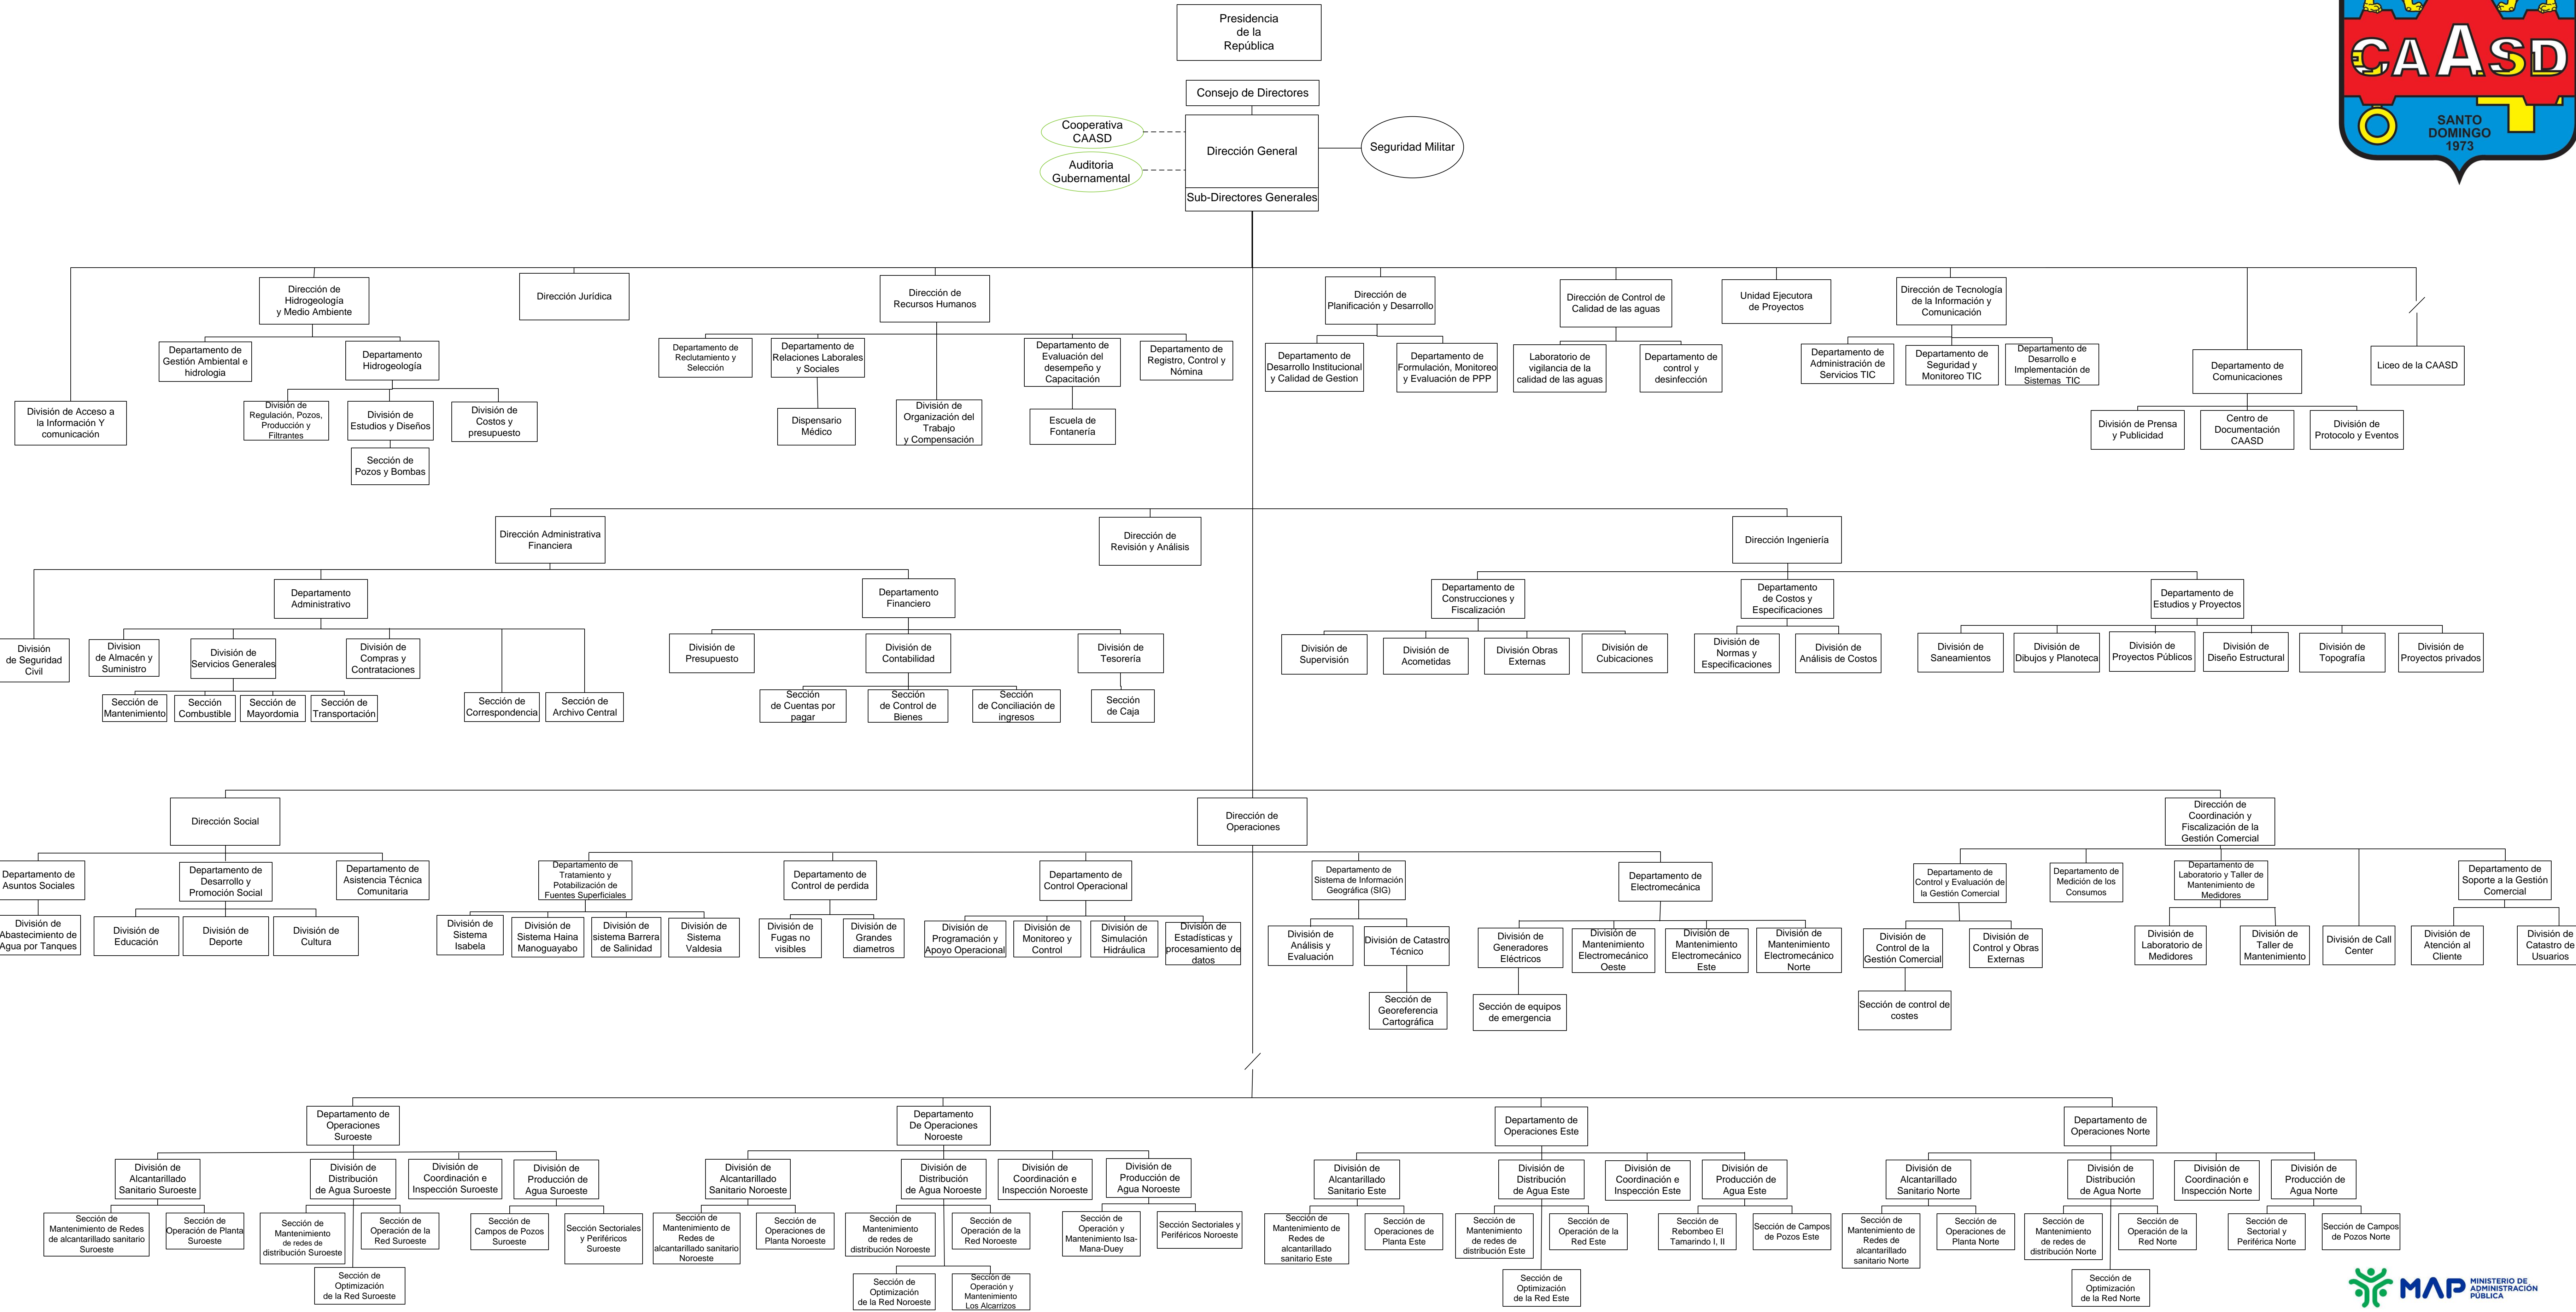 Presidencia
de la
República
CAASD
SANTO
DOMINGO
1973
Consejo de Directores
Cooperativa
CAASD
Auditoria
Gubernamental
Dirección General
Seguridad Militar
Sub-Directores Generales
Dirección de
Hidrogeología
y Medio Ambiente
Dirección Jurídica
Dirección de
Recursos Humanos
Dirección de
Planificación y Desarrollo
Dirección de Control de
Calidad de las aguas
Unidad Ejecutora
de Proyectos
Dirección de Tecnología
de la Información y
Comunicación
Departamento de
Gestión Ambiental e
hidrologia
Departamento
Hidrogeología
Departamento de
Reclutamiento y
Selección
Departamento de
Relaciones Laborales
y Sociales
Departamento de
Evaluación del
desempeño y
Capacitación
Departamento de
Registro, Control y
Nómina
Departamento de
Desarrollo Institucional
y Calidad de Gestion
Departamento de
Formulación, Monitoreo
y Evaluación de PPP
Laboratorio de
vigilancia de la
calidad de las aguas
Departamento de
control y
desinfección
Departamento de
Administración de
Servicios TIC
Departamento de
Seguridad y
Monitoreo TIC
Departamento de
Desarrollo e
Implementación de
Sistemas TIC
Departamento de
Comunicaciones
Liceo de la CAASD
División de Acceso a
la Información Y
comunicación
División de
Regulación, Pozos,
Producción y
Filtrantes
División de
Estudios y Diseños
División de
Costos y
presupuesto
Dispensario
Médico
División de
Organización del
Trabajo
y Compensación
Escuela de
Fontanería
División de Prensa
y Publicidad
Centro de
Documentación
CAASD
División de
Protocolo y Eventos
Sección de
Pozos y Bombas
Dirección Administrativa
Financiera
Dirección de
Revisión y Análisis
Dirección Ingeniería
Departamento
Administrativo
Departamento
Financiero
Departamento de
Construcciones y
Fiscalización
Departamento
de Costos y
Especificaciones
Departamento de
Estudios y Proyectos
División
de Seguridad
Civil
Division
de Almacén y
Suministro
División de
Servicios Generales
División de
Compras y
Contrataciones
División de
Presupuesto
División de
Contabilidad
División de
Tesorería
División de
Supervisión
División de
Acometidas
División Obras
Externas
División de
Cubicaciones
División de
Normas y
Especificaciones
División de
Análisis de Costos
División de
Saneamientos
División de
Dibujos y Planoteca
División de
Proyectos Públicos
División de
Diseño Estructural
División de
Topografía
División de
Proyectos privados
Sección de
Mantenimiento
Sección
Combustible
Sección de
Mayordomia
Sección de
Transportación
Sección de
Correspondencia
Sección de
Archivo Central
Sección
de Cuentas por
pagar
Sección
de Control de
Bienes
Sección
de Conciliación de
ingresos
Sección
de Caja
Dirección Social
Dirección de
Operaciones
Dirección de
Coordinación y
Fiscalización de la
Gestión Comercial
Departamento de
Asuntos Sociales
Departamento de
Desarrollo y
Promoción Social
Departamento de
Asistencia Técnica
Comunitaria
Departamento de
Tratamiento y
Potabilización de
Fuentes Superficiales
Departamento de
Control de perdida
Departamento de
Control Operacional
Departamento de
Sistema de Información
Geográfica (SIG)
Departamento de
Electromecánica
Departamento de
Control y Evaluación de
la Gestión Comercial
Departamento de
Medición de los
Consumos
Departamento de
Laboratorio y Taller de
Mantenimiento de
Medidores
Departamento de
Soporte a la Gestión
Comercial
División de
Abastecimiento de
Agua por Tanques
División de
Educación
División de
Deporte
División de
Cultura
División de
Sistema
Isabela
División de
Sistema Haina
Manoguayabo
División de
sistema Barrera
de Salinidad
División de
Sistema
Valdesia
División de
Fugas no
visibles
División de
Grandes
diametros
División de
Programación y
Apoyo Operacional
División de
Monitoreo y
Control
División de
Simulación
Hidráulica
División de
Estadísticas y
procesamiento de
datos
División de
Análisis y
Evaluación
División de Catastro
Técnico
División de
Generadores
Eléctricos
División de
Mantenimiento
Electromecánico
Oeste
División de
Mantenimiento
Electromecánico
Este
División de
Mantenimiento
Electromecánico
Norte
División de
Control de la
Gestión Comercial
División de
Control y Obras
Externas
División de
Laboratorio de
Medidores
División de
Taller de
Mantenimiento
División de Call
Center
División de
Atención al
Cliente
División de
Catastro de
Usuarios
Sección de
Georeferencia
Cartográfica
Sección de equipos
de emergencia
Sección de control de
costes
Departamento de
Operaciones
Suroeste
Departamento
De Operaciones
Noroeste
Departamento de
Operaciones Este
Departamento de
Operaciones Norte
División de
Alcantarillado
Sanitario Suroeste
División de
Distribución
de Agua Suroeste
División de
Coordinación e
Inspección Suroeste
División de
Producción de
Agua Suroeste
División de
Alcantarillado
Sanitario Noroeste
División de
Distribución
de Agua Noroeste
División de
Coordinación e
Inspección Noroeste
División de
Producción de
Agua Noroeste
División de
Alcantarillado
Sanitario Este
División de
Distribución
de Agua Este
División de
Coordinación e
Inspección Este
División de
Producción de
Agua Este
División de
Alcantarillado
Sanitario Norte
División de
Distribución
de Agua Norte
División de
Coordinación e
Inspección Norte
División de
Producción de
Agua Norte
Sección de
Mantenimiento de Redes
de alcantarillado sanitario
Suroeste
Sección de
Operación de Planta
Suroeste
Sección de
Mantenimiento
de redes de
distribución Suroeste
Sección de
Operación de la
Red Suroeste
Sección de
Campos de Pozos
Suroeste
Sección Sectoriales
y Periféricos
Suroeste
Sección de
Mantenimiento de
Redes de
alcantarillado sanitario
Noroeste
Sección de
Operaciones de
Planta Noroeste
Sección de
Mantenimiento
de redes de
distribución Noroeste
Sección de
Operación de la
Red Noroeste
Sección de
Operación y
Mantenimiento Isa-
Mana-Duey
Sección Sectoriales y
Periféricos Noroeste
Sección de
Mantenimiento de
Redes de
alcantarillado
sanitario Este
Sección de
Operaciones de
Planta Este
Sección de
Mantenimiento
de redes de
distribución Este
Sección de
Operación de la
Red Este
Sección de
Rebombeo El
Tamarindo I, II
Sección de Campos
de Pozos Este
Sección de
Mantenimiento de
Redes de
alcantarillado
sanitario Norte
Sección de
Operaciones de
Planta Norte
Sección de
Mantenimiento
de redes de
distribución Norte
Sección de
Operación de la
Red Norte
Sección de
Sectorial y
Periférica Norte
Sección de Campos
de Pozos Norte
Sección de
Optimización
de la Red Suroeste
Sección de
Optimización
de la Red Noroeste
Sección de
Operación y
Mantenimiento
Los Alcarrizos
Sección de
Optimización
de la Red Este
Sección de
Optimización
de la Red Norte
MAP
MINISTERIO DE
ADMINISTRACIÓN
PÚBLICA